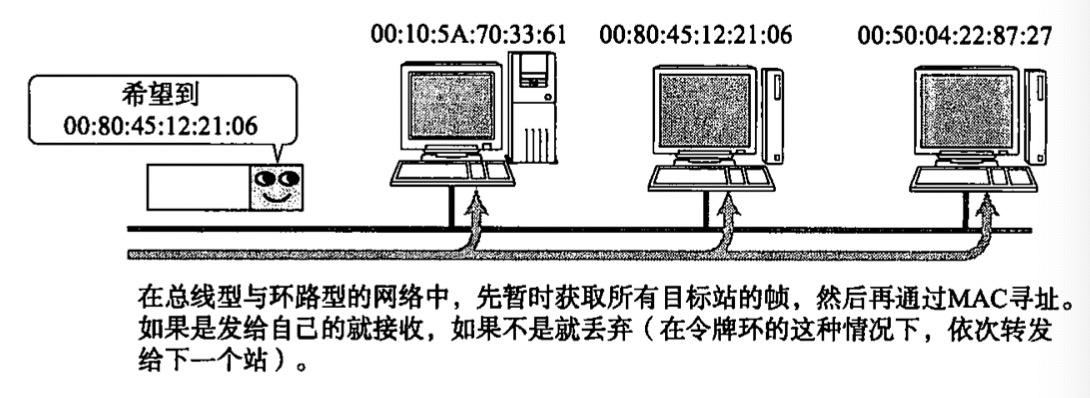 00:10:5A:70:33:61 00:80:45:12:21:06 00:50:04:22:87:27
希望到
00:80:45:12:21:06
在总线型与环路型的网络中，先暂时获取所有目标站的帧，然后再通过MAC寻址。
如果是发给自己的就接收，如果不是就丢弃（在令牌环的这种情况下，依次转发
给下一个站）。